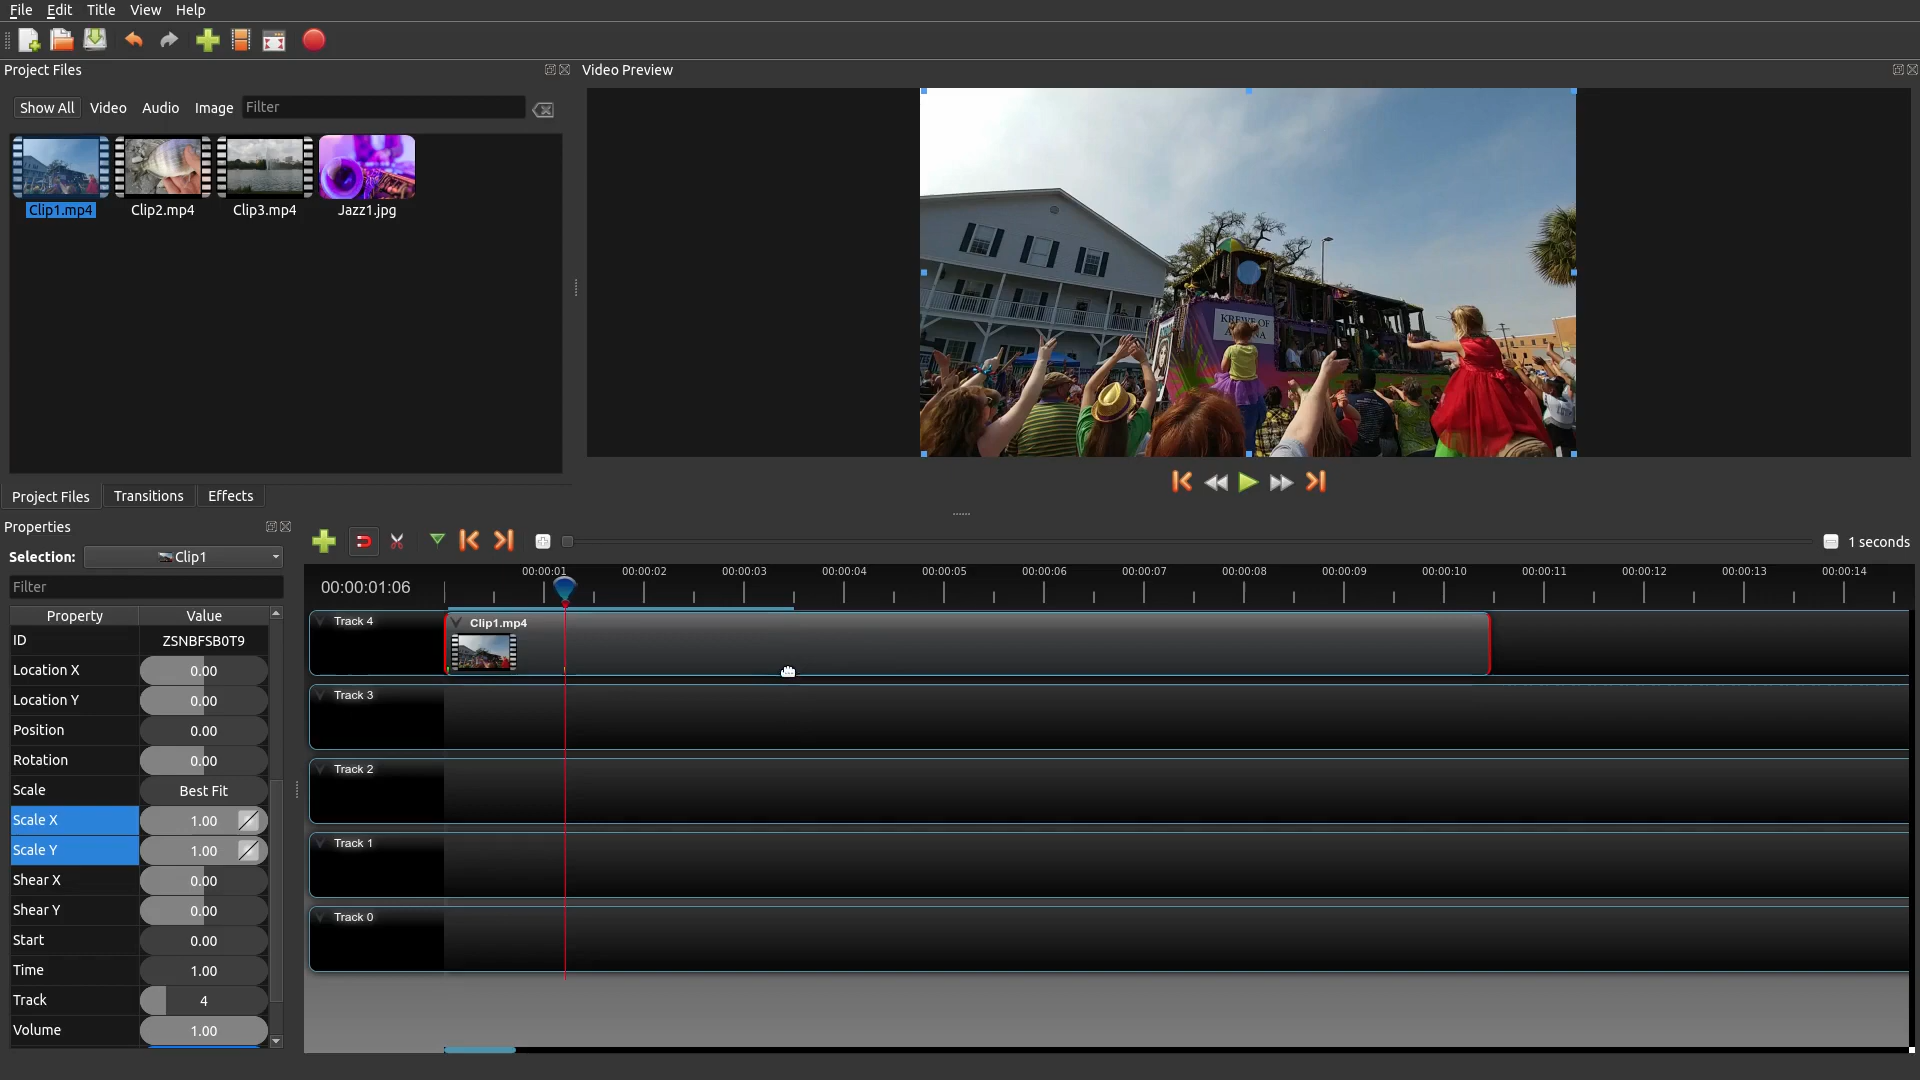 File Edit Title View Help
Project Files
Video Preview
Show All Video Audio Image Filter
Clip1.mp4 Clip2.mp4 Clip3.mp4 Jazz1.jpg
KREWE OF
Project Files Transitions Effects
Properties
Selection: Clip1
Filter
Property Value
ID ZSNBFSB0T9
Location X 0.00
Location Y 0.00
Position 0.00
Rotation 0.00
Scale Best Fit
Scale X 1.00
Scale Y 1.00
Shear X 0.00
Shear Y 0.00
Start 0.00
Time 1.00
Track 4
Volume 1.00
1 seconds
00:00:01:06
00:00:01 00:00:02 00:00:03 00:00:04 00:00:05 00:00:06 00:00:07 00:00:08 00:00:09 00:00:10 00:00:11 00:00:12 00:00:13 00:00:14
Track 4
Clip1.mp4
Track 3
Track 2
Track 1
Track 0